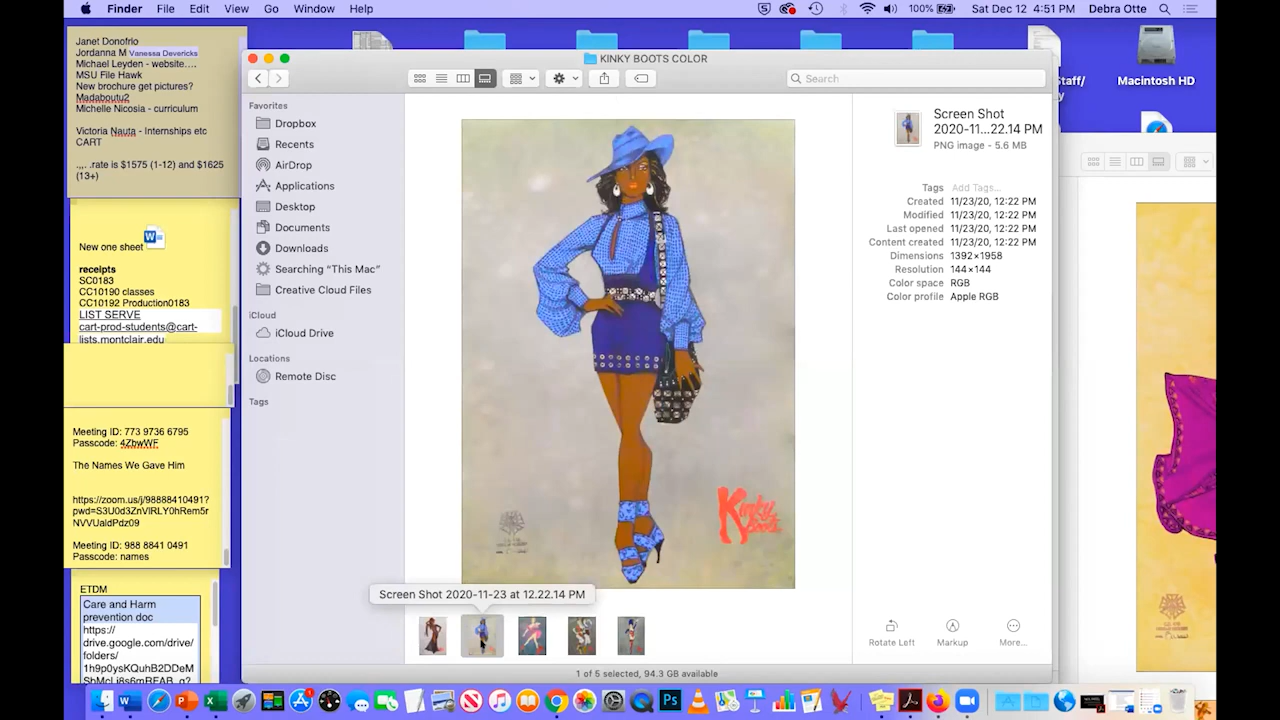 Finder File Edit View Go Window Help
100% Sat Dec 12 4:51 PM Debra Otte
Janet Donofrio
Jordanna M Vanessa Devericks
Michael Leyden - website....
MSU File Hawk
New brochure get pictures?
Madaboutu2
Michelle Nicosia - curriculum
Victoria Nauta - Internships etc
CART
.,,. .rate is $1575 (1-12) and $1625
(13+)
New one sheet
receipts
SC0183
CC10190 classes
CC10192 Production0183
LIST SERVE
cart-prod-students@cart-
lists.montclair.edu
Meeting ID: 773 9736 6795
Passcode: 4ZbwWF
The Names We Gave Him
https://zoom.us/j/98888410491?
pwd=S3U0d3ZnVlRLY0hRem5r
NVVUaldPdz09
Meeting ID: 988 8841 0491
Passcode: names
ETDM
Care and Harm
prevention doc
https://
drive.google.com/drive/
folders/
1h9p0ysKQuhB2DDeM
KINKY BOOTS COLOR
Search
Favorites
Dropbox
Recents
AirDrop
Applications
Desktop
Documents
Downloads
Searching “This Mac”
Creative Cloud Files
iCloud
iCloud Drive
Locations
Remote Disc
Tags
Kinky
Boots
Screen Shot 2020-11-23 at 12.22.14 PM
1 of 5 selected, 94.3 GB available
Screen Shot
2020-11...22.14 PM
PNG image - 5.6 MB
Tags Add Tags...
Created 11/23/20, 12:22 PM
Modified 11/23/20, 12:22 PM
Last opened 11/23/20, 12:22 PM
Content created 11/23/20, 12:22 PM
Dimensions 1392×1958
Resolution 144×144
Color space RGB
Color profile Apple RGB
Rotate Left Markup More...
Staff/
y
Macintosh HD